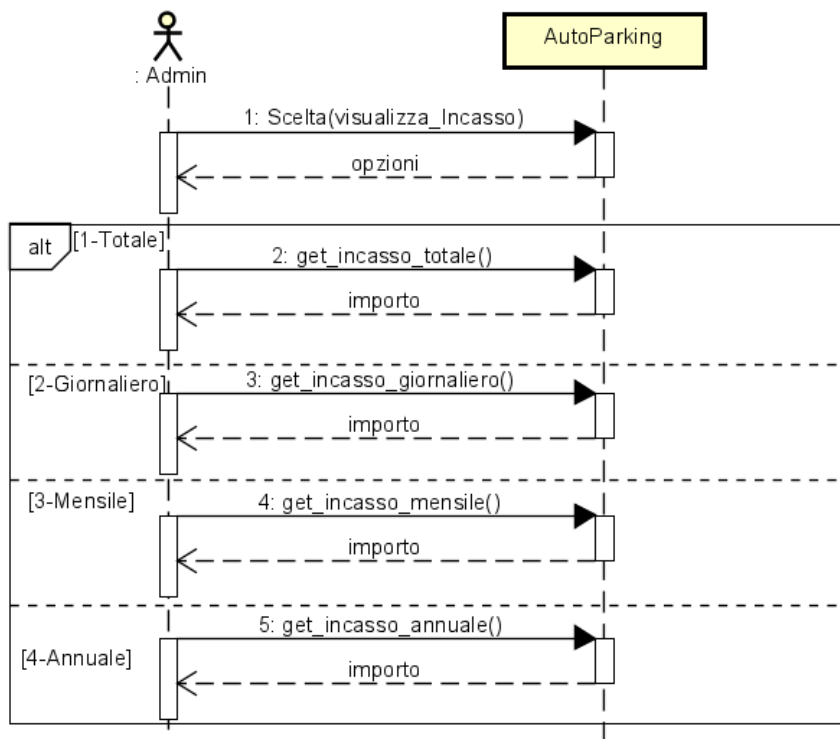 AutoParking
: Admin
1: Scelta(visualizza_Incasso)
opzioni
alt
[1-Totale]
2: get_incasso_totale()
importo
[2-Giornaliero]
3: get_incasso_giornaliero()
importo
[3-Mensile]
4: get_incasso_mensile()
importo
5: get_incasso_annuale()
[4-Annuale]
importo